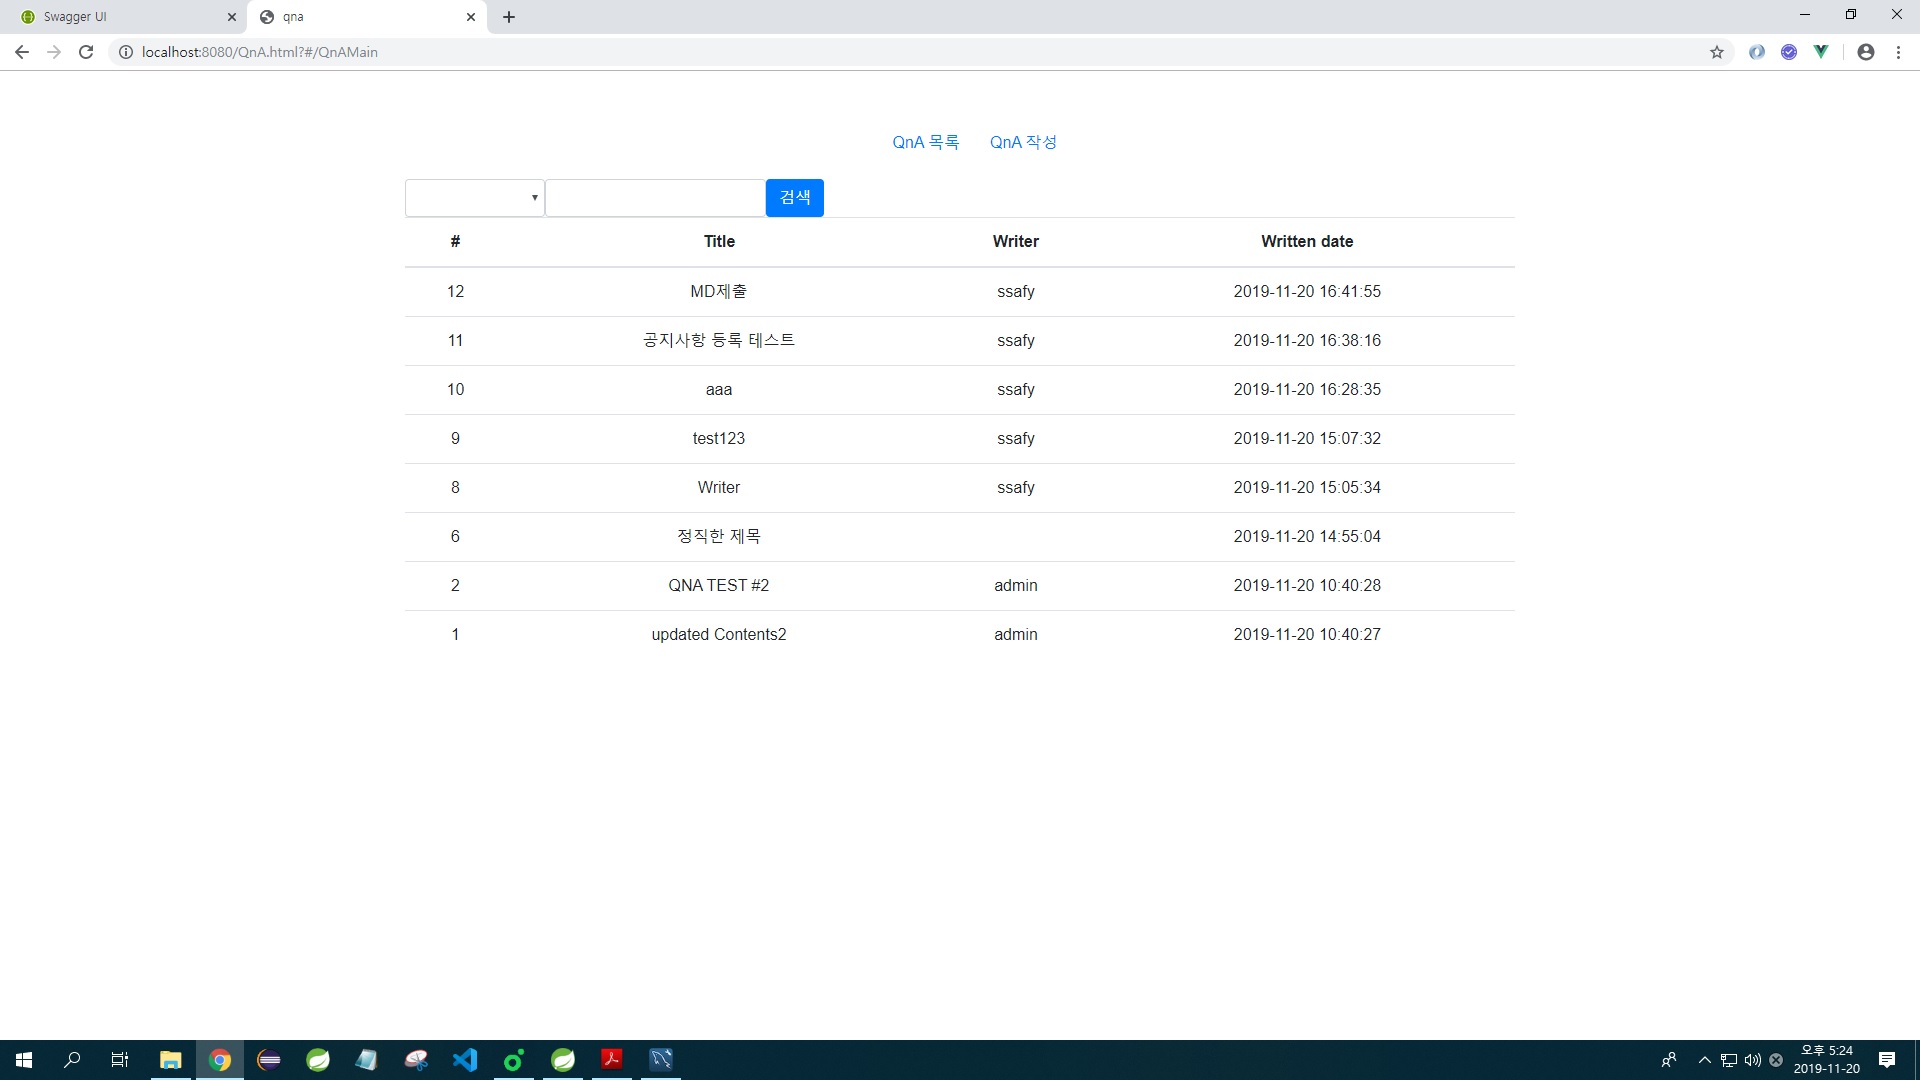 Swagger UI
qna
localhost:8080/QnA.html?#/QnAMain
QnA 목록 QnA 작성
검색
# Title Writer Written date
12 MD제출 ssafy 2019-11-20 16:41:55
11 공지사항 등록 테스트 ssafy 2019-11-20 16:38:16
10 aaa ssafy 2019-11-20 16:28:35
9 test123 ssafy 2019-11-20 15:07:32
8 Writer ssafy 2019-11-20 15:05:34
6 정직한 제목 2019-11-20 14:55:04
2 QNA TEST #2 admin 2019-11-20 10:40:28
1 updated Contents2 admin 2019-11-20 10:40:27
오후 5:24
2019-11-20